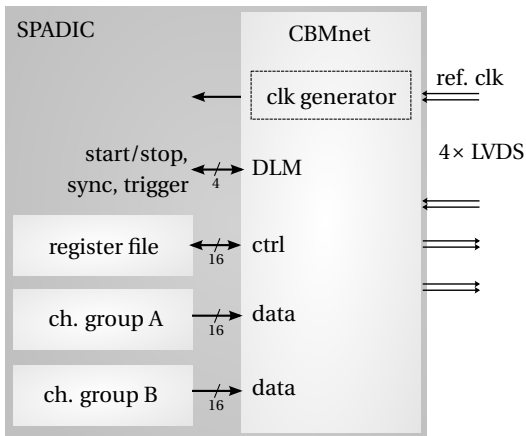 SPADIC
CBMnet
clk generator
ref. clk
4× LVDS
start/stop,
sync, trigger
4
DLM
register file
16
ctrl
ch. group A
16
data
ch. group B
16
data